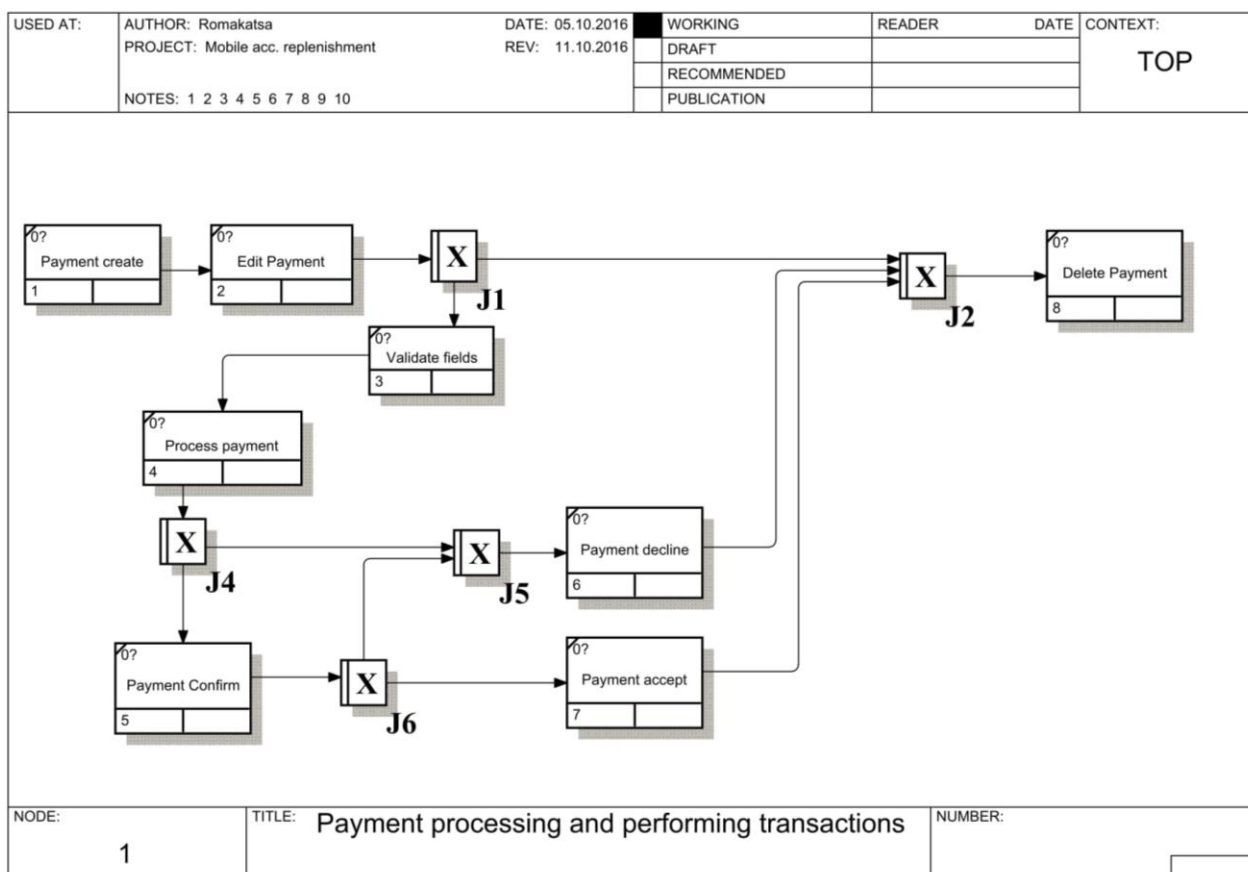 USED AT:
AUTHOR: Romakatsa
DATE: 05.10.2016
WORKING
READER
DATE
CONTEXT:
PROJECT: Mobile acc. replenishment
REV: 11.10.2016
DRAFT
TOP
RECOMMENDED
NOTES: 1 2 3 4 5 6 7 8 9 10
PUBLICATION
0?
Payment create
1
0?
Edit Payment
2
X
J1
X
J2
0?
Delete Payment
8
0?
Validate fields
3
0?
Process payment
4
X
J4
X
J5
0?
Payment decline
6
0?
Payment Confirm
5
X
J6
0?
Payment accept
7
NODE:
1
TITLE: Payment processing and performing transactions
NUMBER: